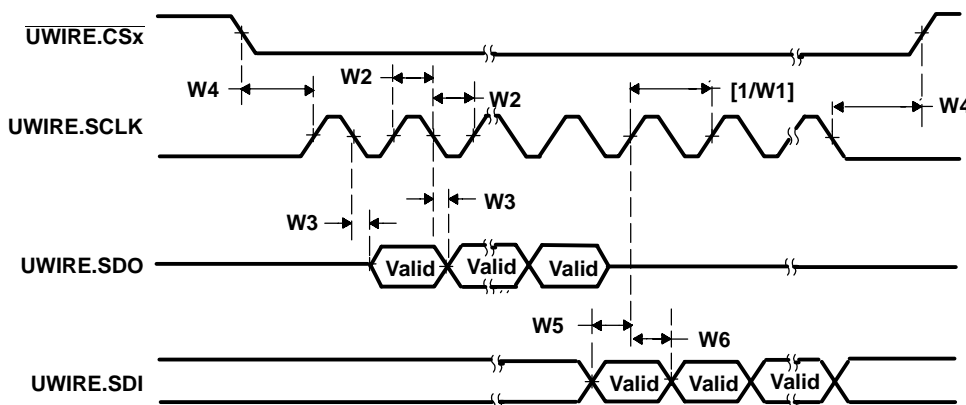 UWIRE.CSx
W2
W4
W2
[1/W1]
W4
UWIRE.SCLK
W3
W3
UWIRE.SDO
Valid
Valid
Valid
W5
W6
UWIRE.SDI
Valid
Valid
Valid